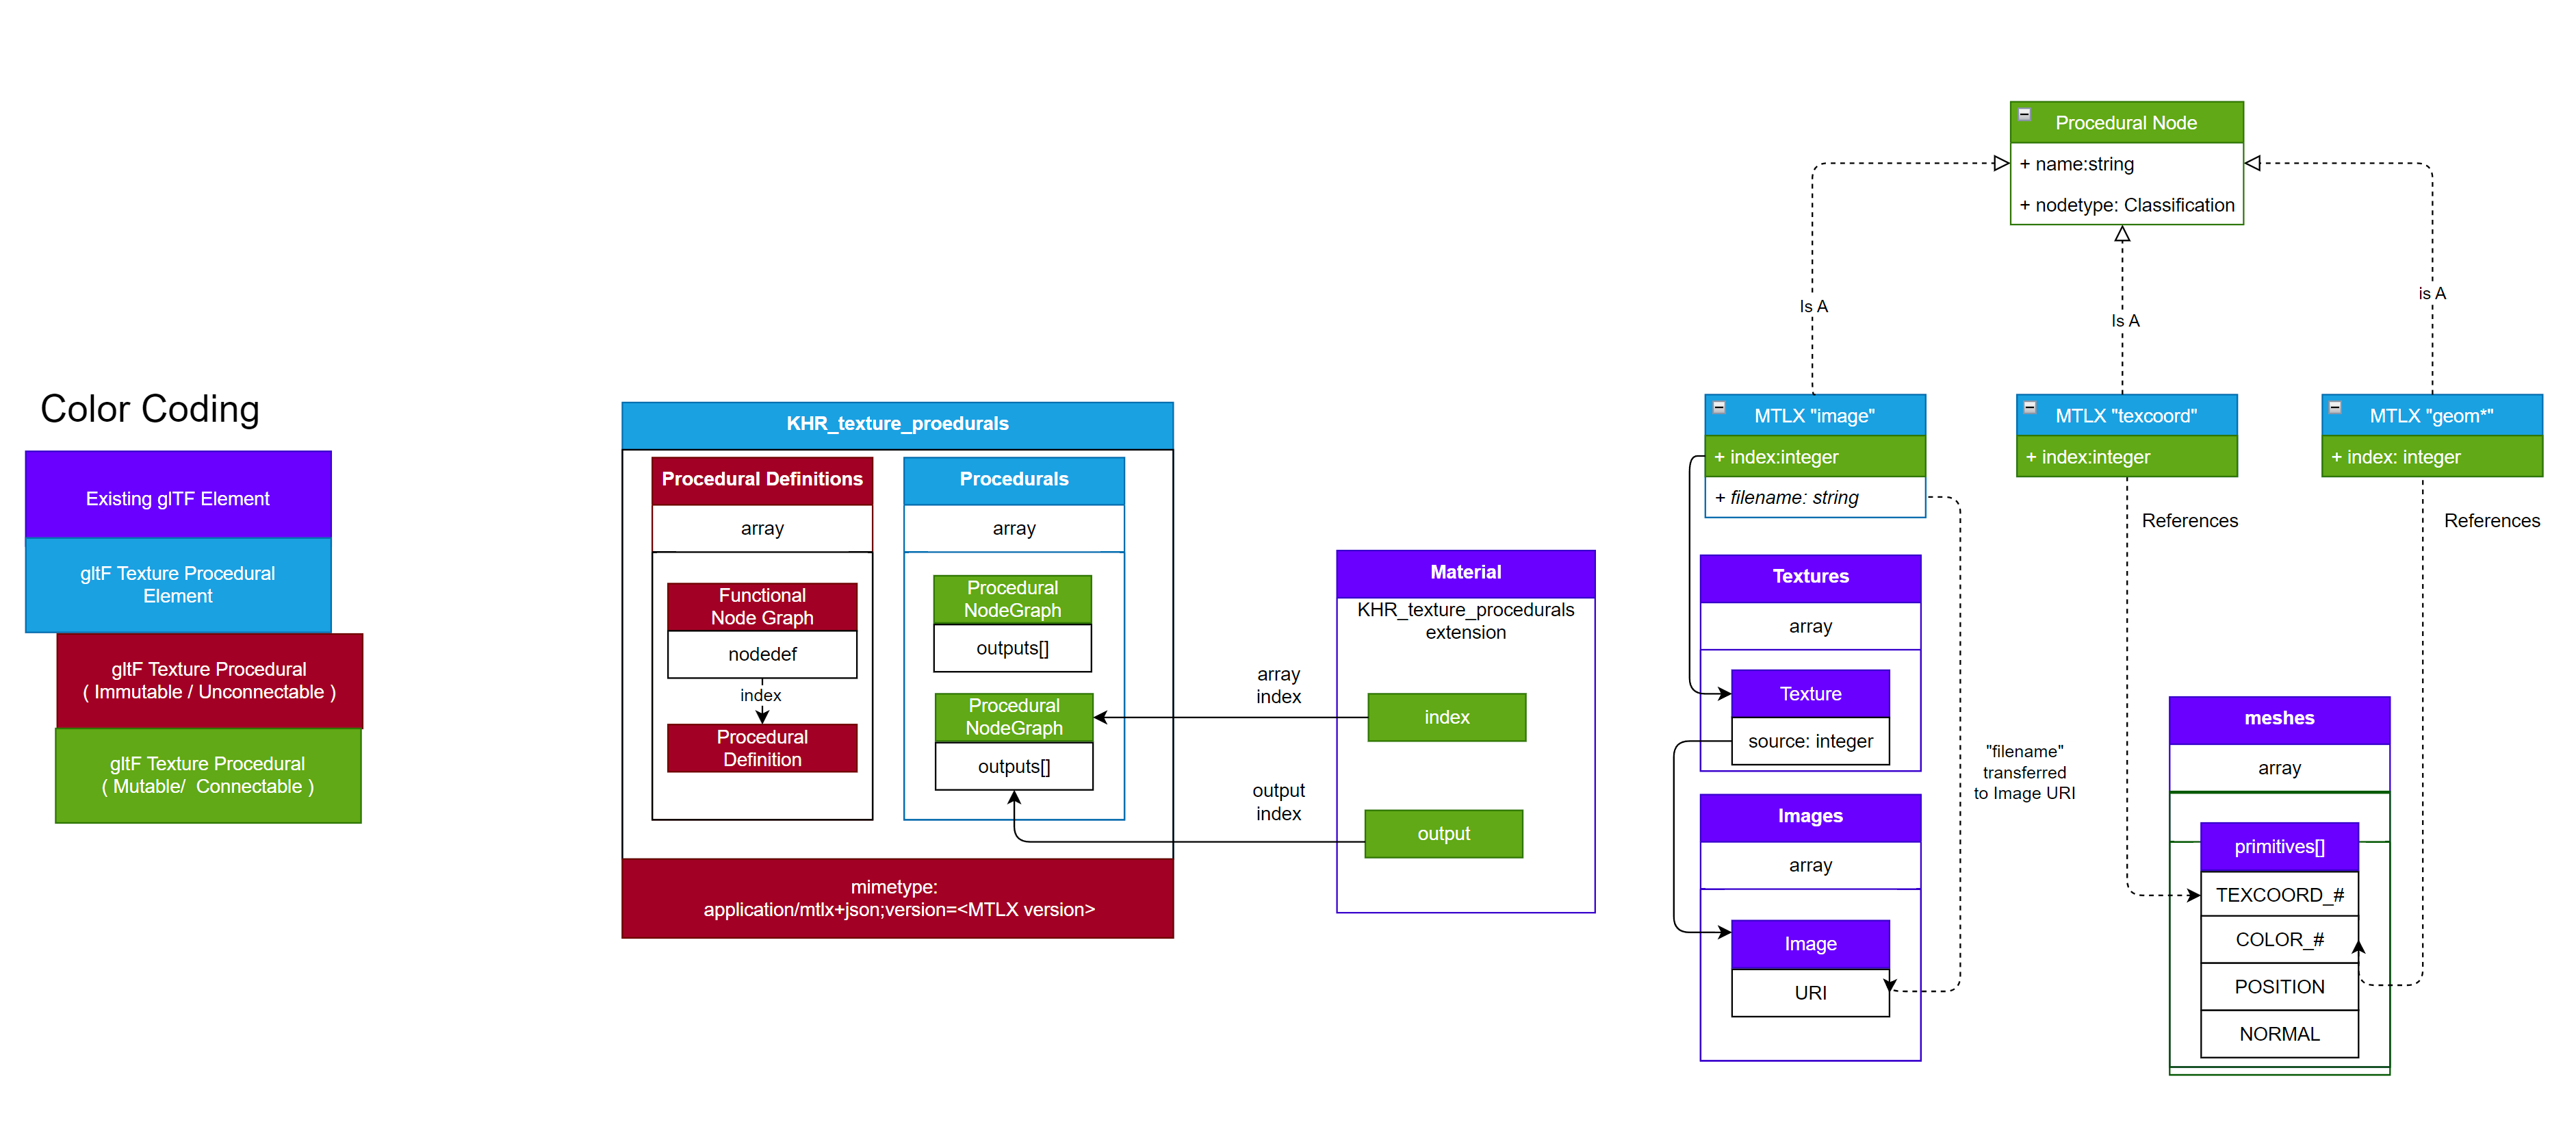 Color Coding
Existing glTF Element
gltF Texture Procedural
Element
gltF Texture Procedural
( Immutable / Unconnectable )
gltF Texture Procedural
( Mutable/ Connectable )
KHR_texture_proedurals
Procedural Definitions
array
Functional
Node Graph
nodedef
index
Procedural
Definition
Procedurals
array
Procedural
NodeGraph
outputs[]
Procedural
NodeGraph
outputs[]
mimetype:
application/mtlx+json;version=<MTLX version>
array
index
output
index
Material
KHR_texture_procedurals
extension
index
output
Procedural Node
+ name:string
+ nodetype: Classification
Is A
Is A
is A
MTLX "image"
+ index:integer
+ filename: string
MTLX "texcoord"
+ index:integer
MTLX "geom*"
+ index: integer
References
References
Textures
array
Texture
source: integer
Images
array
Image
URI
"filename"
transferred
to Image URI
meshes
array
primitives[]
TEXCOORD_#
COLOR_#
POSITION
NORMAL